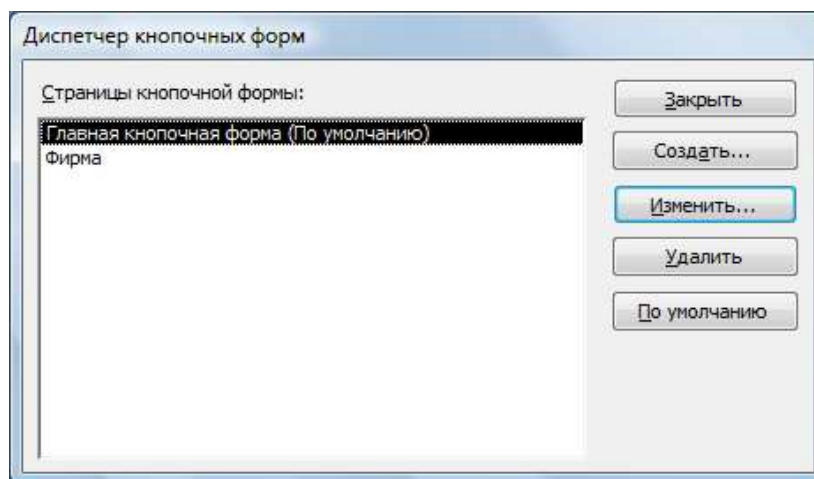 Диспетчер кнопочных форм
Страницы кнопочной формы:
Главная кнопочная форма (По умолчанию)
Фирма
Закрыть
Создать...
Изменить...
Удалить
По умолчанию